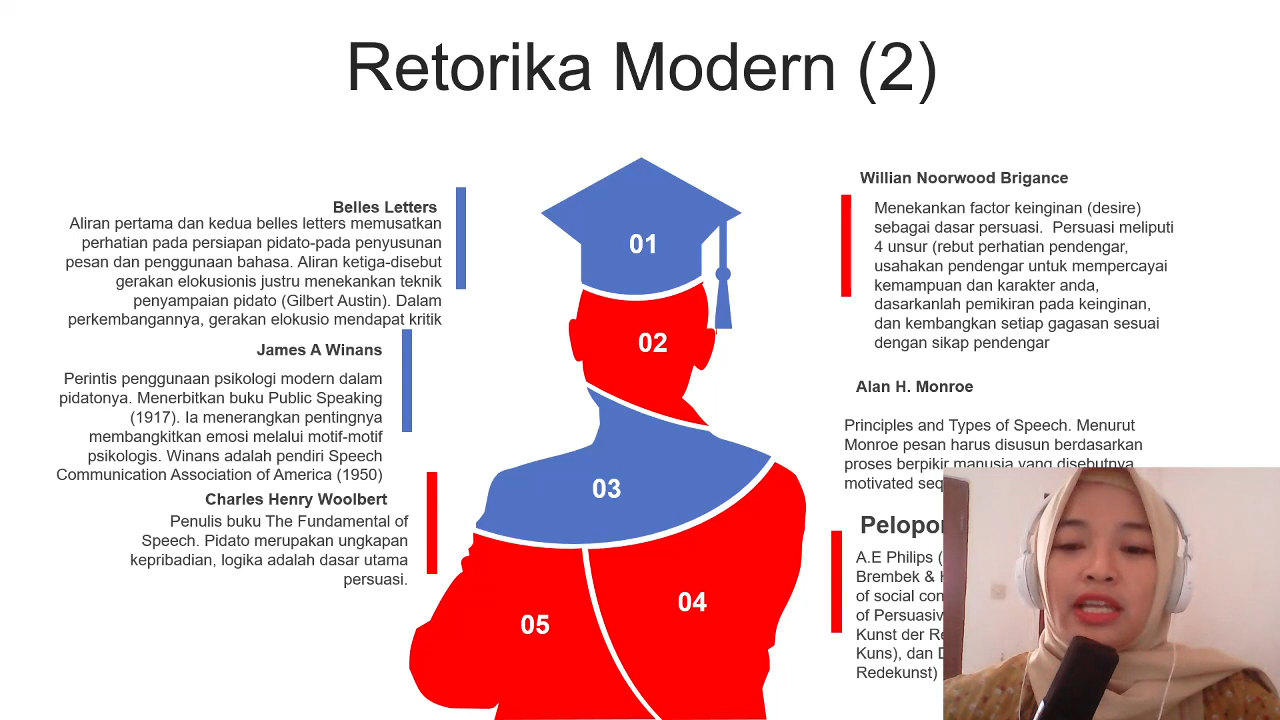 Retorika Modern (2)
Belles Letters
Aliran pertama dan kedua belles letters memusatkan
perhatian pada persiapan pidato-pada penyusunan
pesan dan penggunaan bahasa. Aliran ketiga-disebut
gerakan elokusionis justru menekankan teknik
penyampaian pidato (Gilbert Austin). Dalam
perkembangannya, gerakan elokusio mendapat kritik
James A Winans
Perintis penggunaan psikologi modern dalam
pidatonya. Menerbitkan buku Public Speaking
(1917). Ia menerangkan pentingnya
membangkitkan emosi melalui motif-motif
psikologis. Winans adalah pendiri Speech
Communication Association of America (1950)
Charles Henry Woolbert
Penulis buku The Fundamental of
Speech. Pidato merupakan ungkapan
kepribadian, logika adalah dasar utama
persuasi.
01
02
03
04
05
Willian Noorwood Brigance
Menekankan factor keinginan (desire)
sebagai dasar persuasi. Persuasi meliputi
4 unsur (rebut perhatian pendengar,
usahakan pendengar untuk mempercayai
kemampuan dan karakter anda,
dasarkanlah pemikiran pada keinginan,
dan kembangkan setiap gagasan sesuai
dengan sikap pendengar
Alan H. Monroe
Principles and Types of Speech. Menurut
Monroe pesan harus disusun berdasarkan
proses berpikir manusia yang disebutnya
motivated
A.E Philips (
Brembek &
of social
of
Kunst der
Kuns), dan
Redekunst)